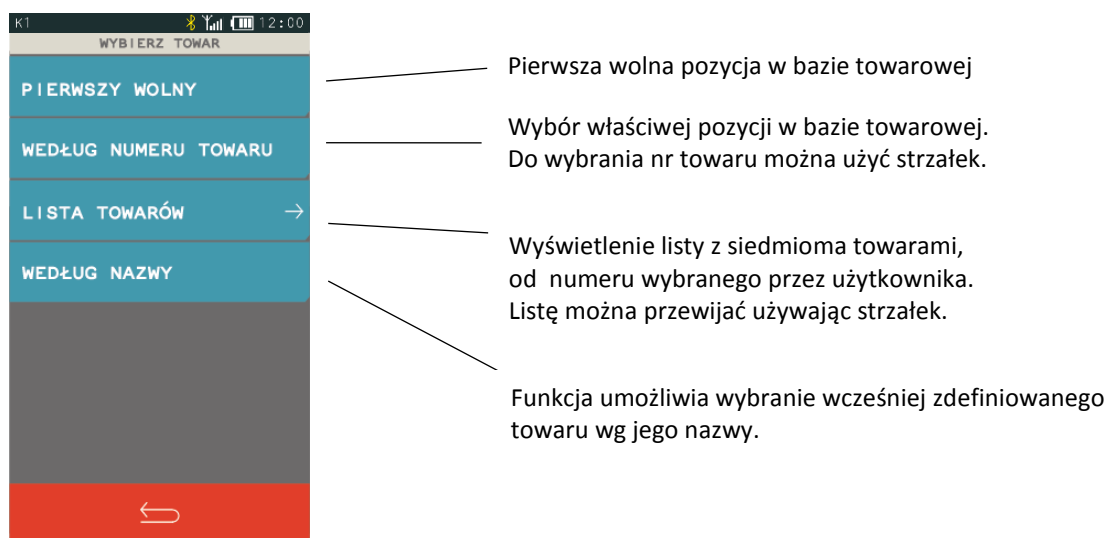 K1 12:00
WYBIERZ TOWAR
PIERWSZY WOLNY
WEDŁUG NUMERU TOWARU
LISTA TOWARÓW →
WEDŁUG NAZWY
Pierwsza wolna pozycja w bazie towarowej
Wybór właściwej pozycji w bazie towarowej.
Do wybrania nr towaru można użyć strzałek.
Wyświetlenie listy z siedmioma towarami,
od numeru wybranego przez użytkownika.
Listę można przewijać używając strzałek.
Funkcja umożliwia wybranie wcześniej zdefiniowanego
towaru wg jego nazwy.